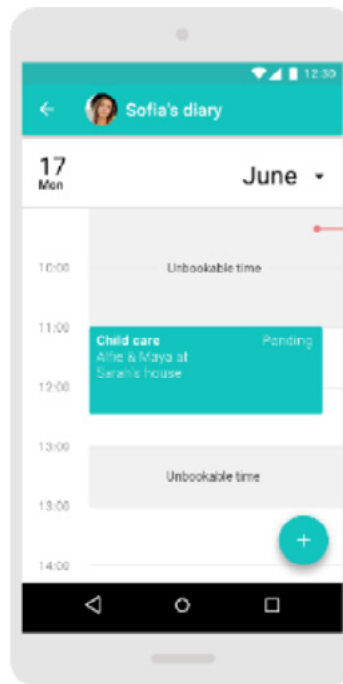 12:30
Sofia's diary
17
Mon
June
10:00
Unbookable time
11:00
Child care
Pending
Alfie & Maya at
Sarah's house
12:00
13:00
Unbookable time
13:00
14:00